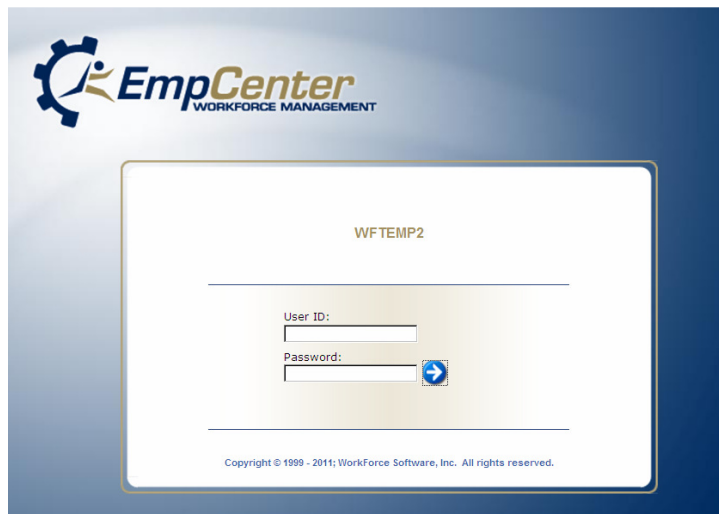 EmpCenter
WORKFORCE MANAGEMENT
WFTEMP2
User ID:
Password:
Copyright © 1999 - 2011; WorkForce Software, Inc. All rights reserved.